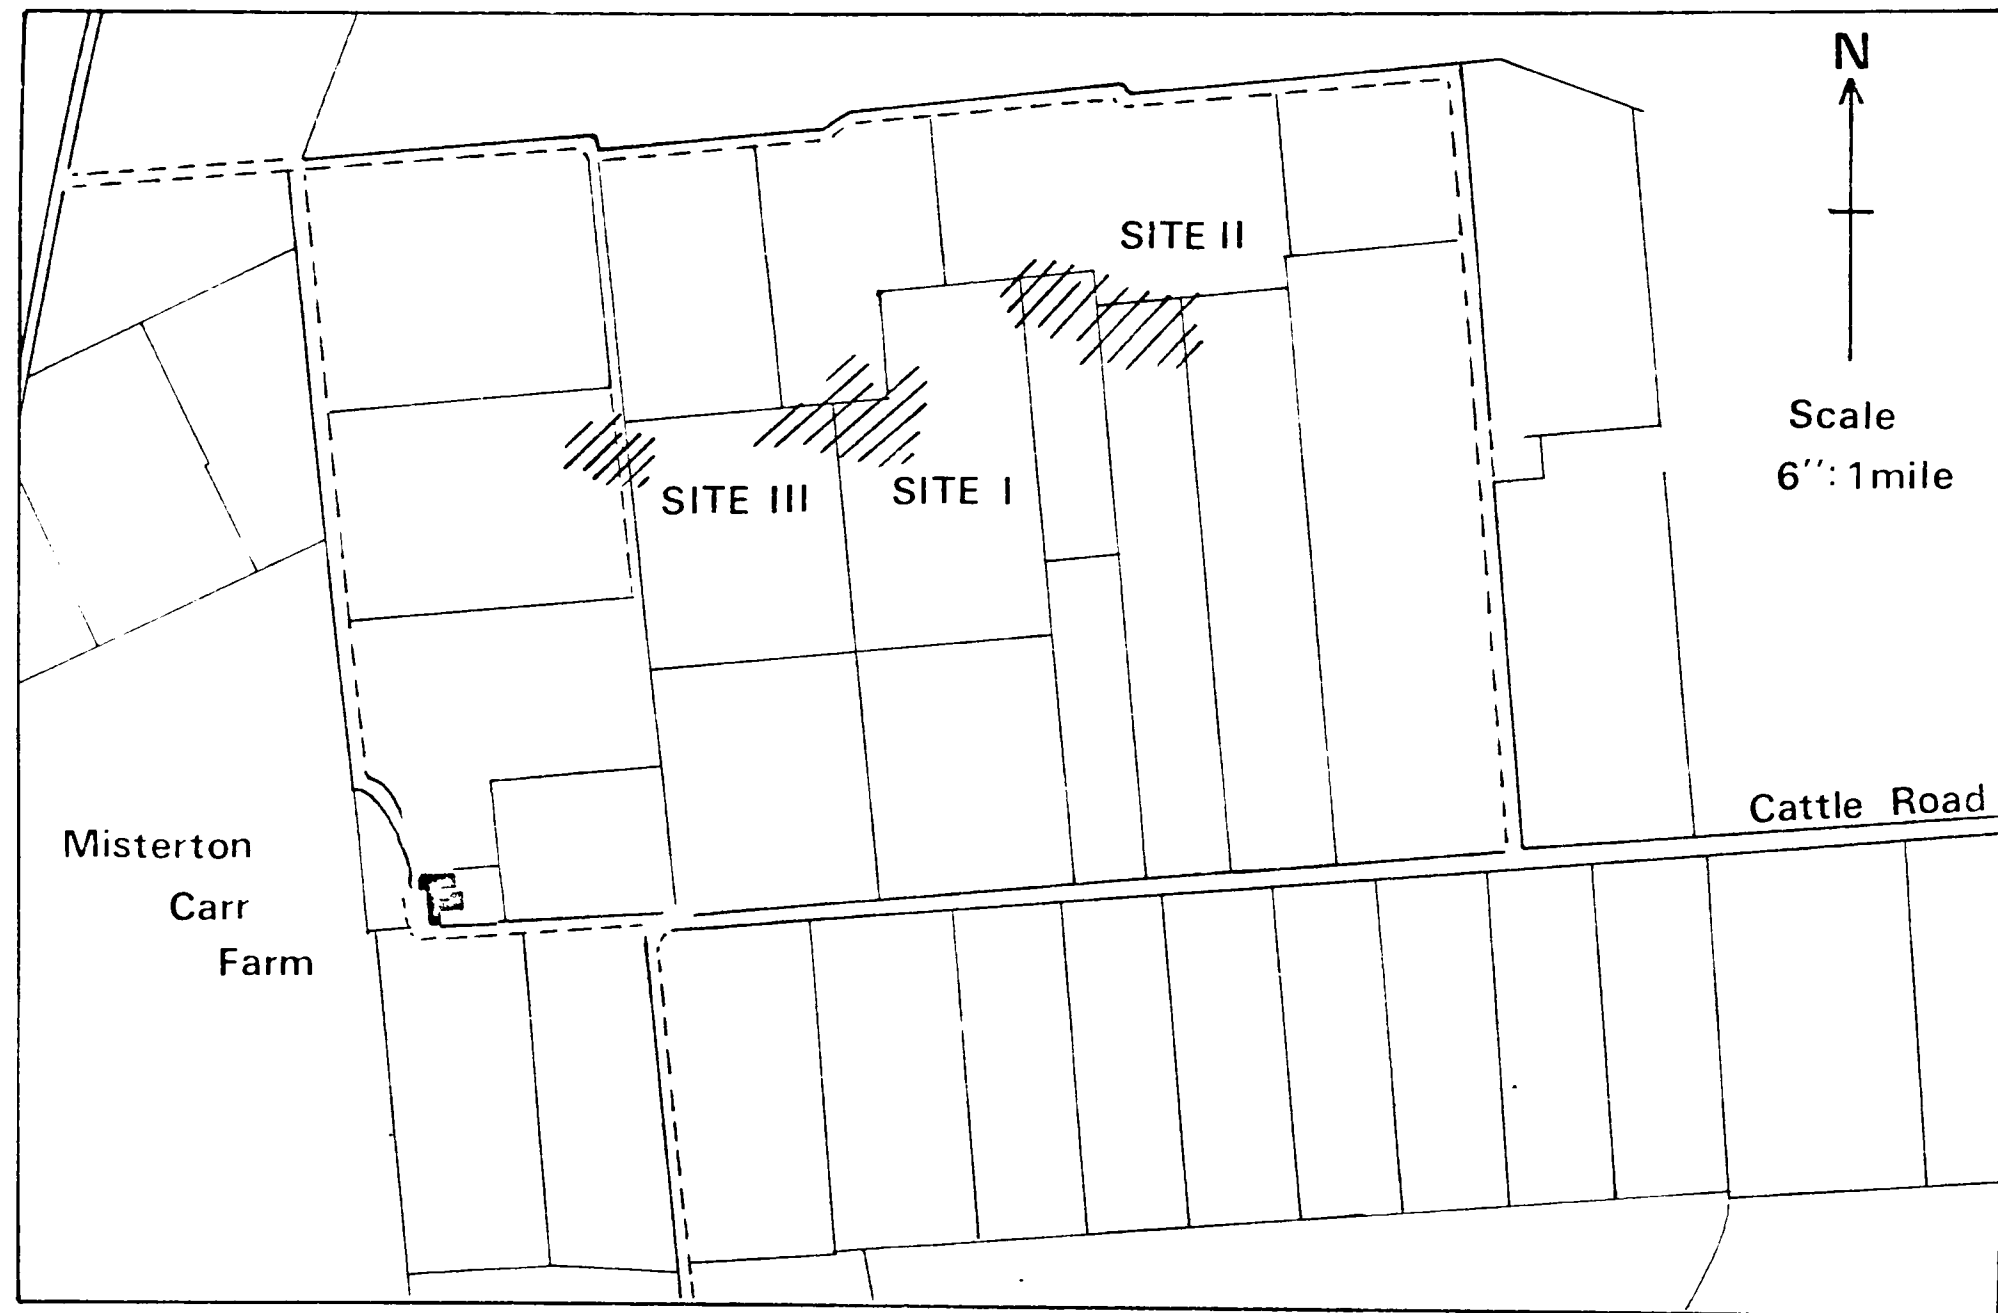 N
SITE II
Scale
6″: 1mile
SITE III
SITE I
Cattle Road
Misterton
Carr
Farm